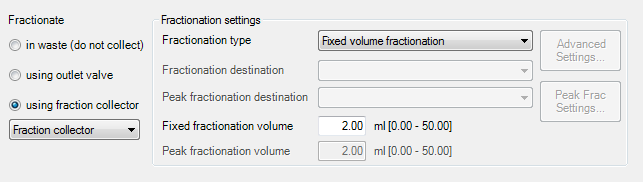 Fractionate
in waste (do not collect)
using outlet valve
using fraction collector
Fraction collector
Fractionation settings
Fractionation type Fixed volume fractionation
Fractionation destination
Peak fractionation destination
Fixed fractionation volume 2.00 ml [0.00 - 50.00]
Peak fractionation volume 2.00 ml [0.00 - 50.00]
Advanced
Settings...
Peak Frac
Settings...